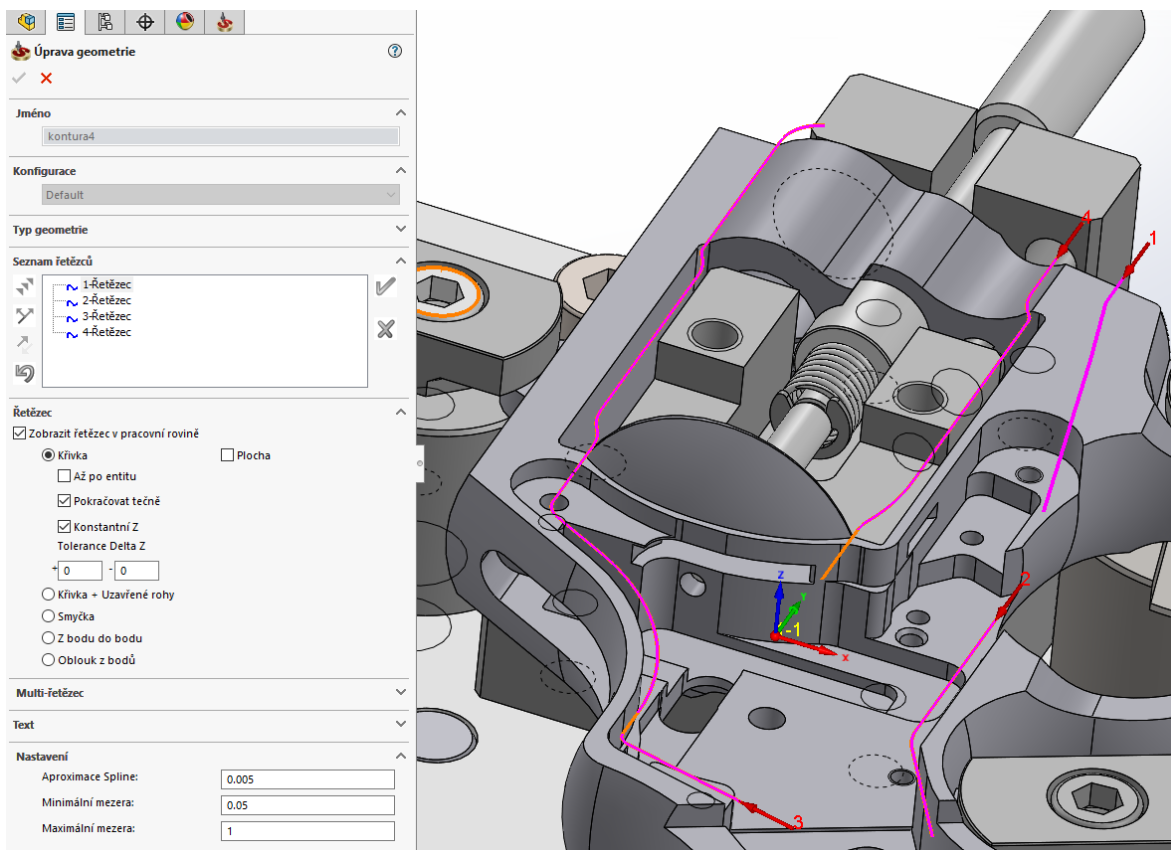 Úprava geometrie
Jméno
kontura4
Konfigurace
Default
Typ geometrie
Seznam řetězců
1-Řetězec
2-Řetězec
3-Řetězec
4-Řetězec
Řetězec
Zobrazit řetězec v pracovní rovině
Křivka Plocha
Až po entitu
Pokračovat tečně
Konstantní Z
Tolerance Delta Z
+ 0 - 0
Křivka + Uzavřené rohy
Smyčka
Z bodu do bodu
Oblouk z bodů
Multi-řetězec
Text
Nastavení
Aproximace Spline: 0.005
Minimální mezera: 0.05
Maximální mezera: 1
4
1
2
Z
Y
-1
X
3